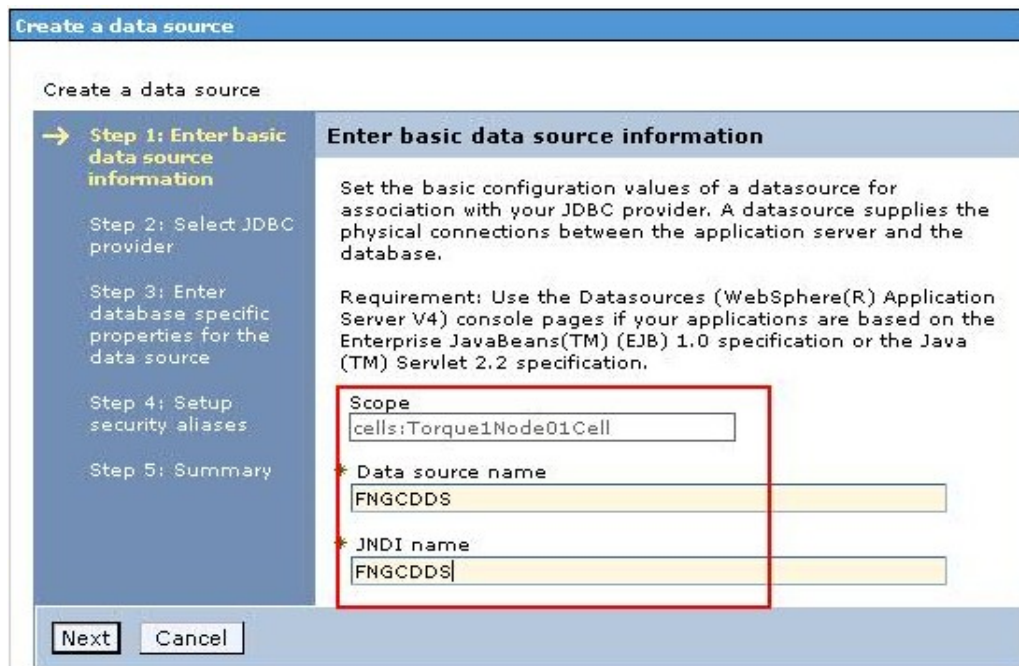 Create a data source
Create a data source
Step 1: Enter basic
data source
information
Step 2: Select JDBC
provider
Step 3: Enter
database specific
properties for the
data source
Step 4: Setup
security aliases
Step 5: Summary
Enter basic data source information
Set the basic configuration values of a datasource for
association with your JDBC provider. A datasource supplies the
physical connections between the application server and the
database.
Requirement: Use the Datasources (WebSphere(R) Application
Server V4) console pages if your applications are based on the
Enterprise JavaBeans(TM) (EJB) 1.0 specification or the Java
(TM) Servlet 2.2 specification.
Scope
cells:Torque1Node01Cell
* Data source name
FNGCDDS
* JNDI name
FNGCDDS
Next Cancel